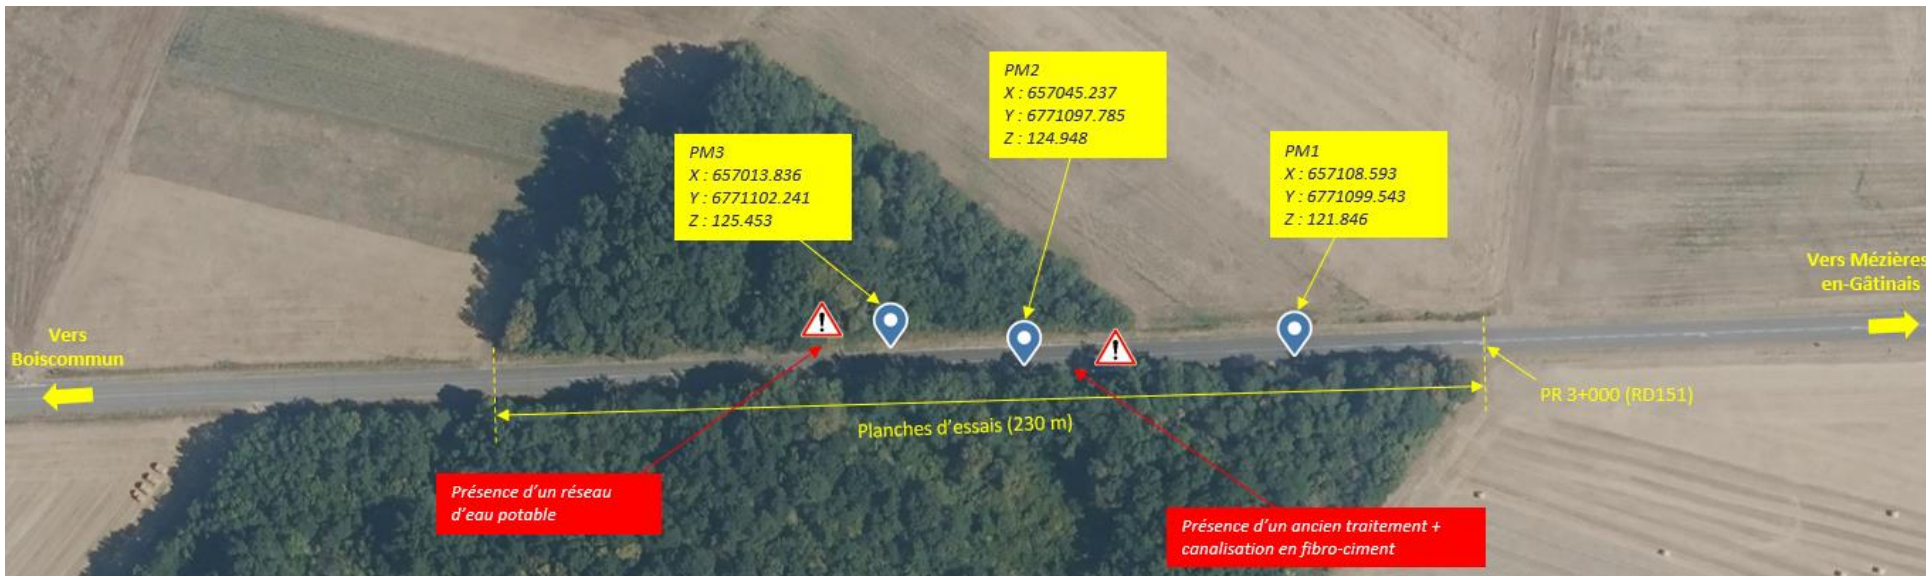 PM2
X : 657045.237
Y : 6771097.785
Z : 124.948
PM3
X : 657013.836
Y : 6771102.241
Z : 125.453
PM1
X : 657108.593
Y : 6771099.543
Z : 121.846
Vers Mézières
en-Gâtinais
Vers
Boiscommun
PR 3+000 (RD151)
Planches d’essais (230 m)
Présence d’un réseau
d’eau potable
Présence d’un ancien traitement +
canalisation en fibro-ciment